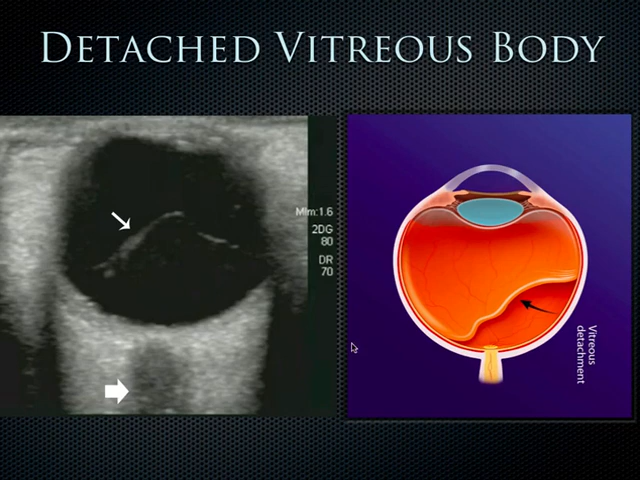 Detached Vitreous Body
MIm:1.6
2DG
80
DR
70
Vitreous
detachment